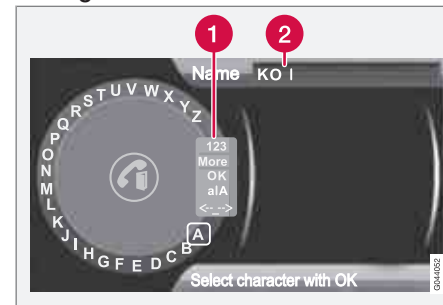 1 2
Name KO I
S T U V W X Y Z
R
Q
P
O
N
M
L
K
J
I
H G F E D C B A
123
More
OK
a|A
<-_->
Select character with OK
G044052